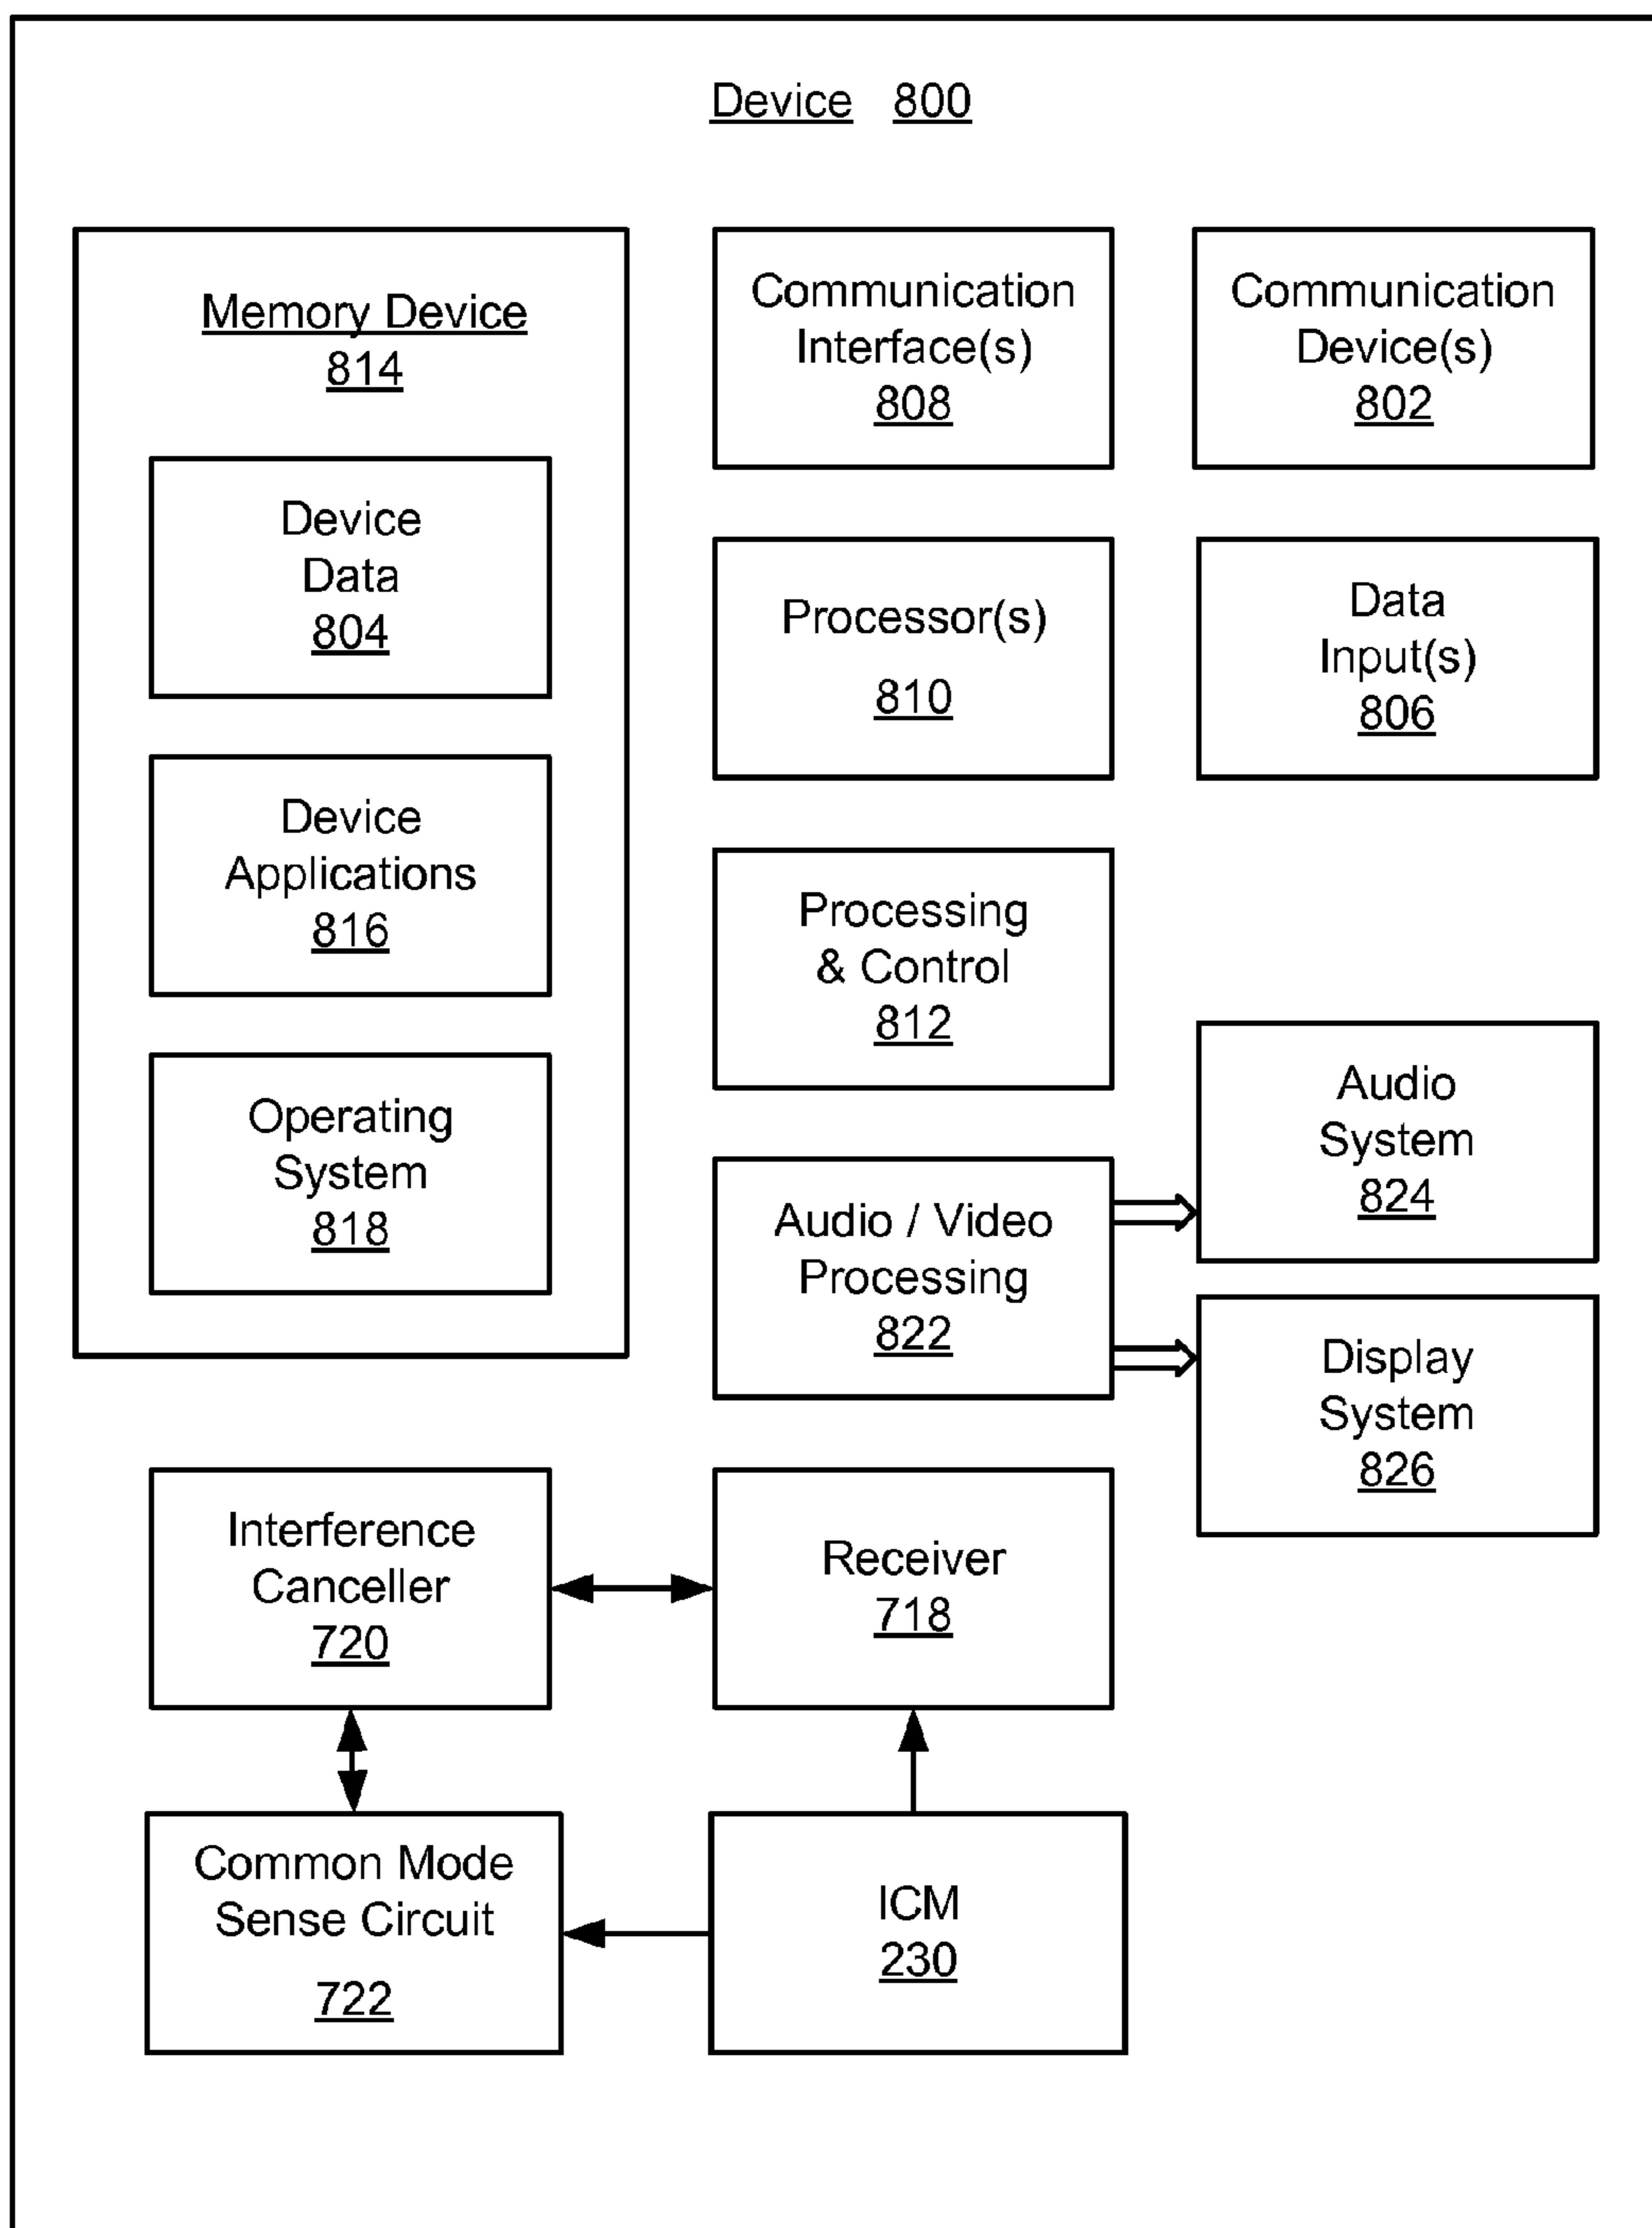 Device 800
Memory Device
814
Device
Data
804
Device
Applications
816
Operating
System
818
Communication
Interface(s)
808
Communication
Device(s)
802
Processor(s)
810
Data
Input(s)
806
Processing
& Control
812
Audio / Video
Processing
822
Audio
System
824
Display
System
826
Interference
Canceller
720
Receiver
718
Common Mode
Sense Circuit
722
ICM
230